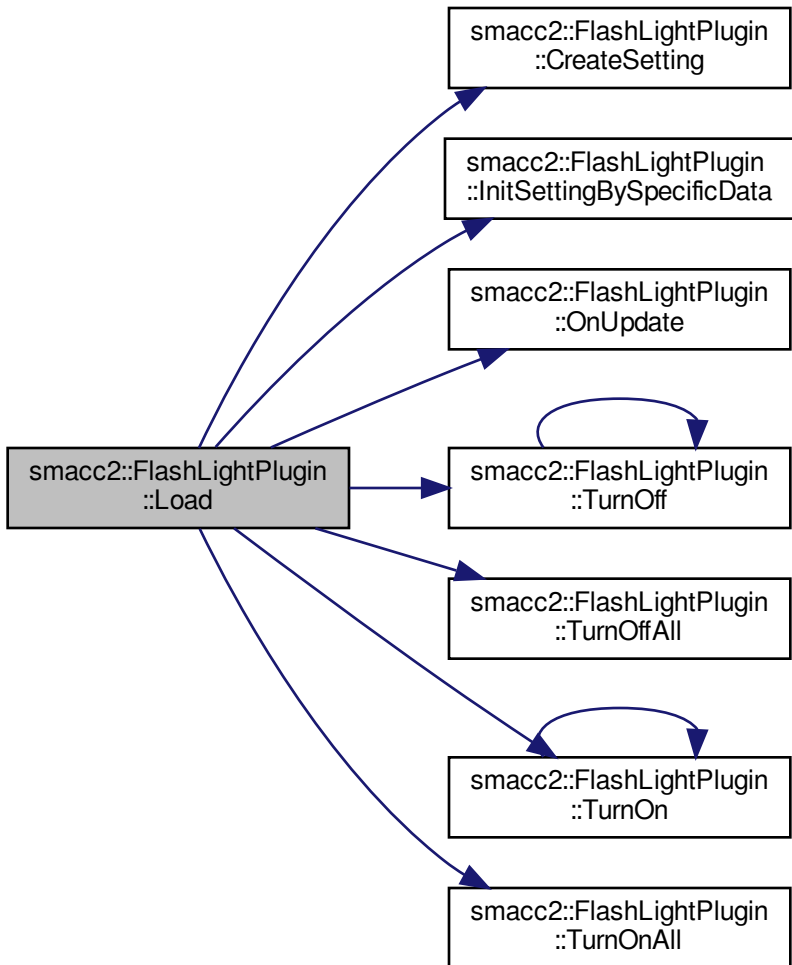 smacc2::FlashLightPlugin
::CreateSetting
smacc2::FlashLightPlugin
::InitSettingBySpecificData
smacc2::FlashLightPlugin
::OnUpdate
smacc2::FlashLightPlugin
::Load
smacc2::FlashLightPlugin
::TurnOff
smacc2::FlashLightPlugin
::TurnOffAll
smacc2::FlashLightPlugin
::TurnOn
smacc2::FlashLightPlugin
::TurnOnAll